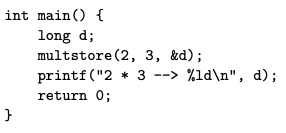 int main() {
    long d;
    multstore(2, 3, &d);
    printf("2 * 3 --> %ld\n", d);
    return 0;
}